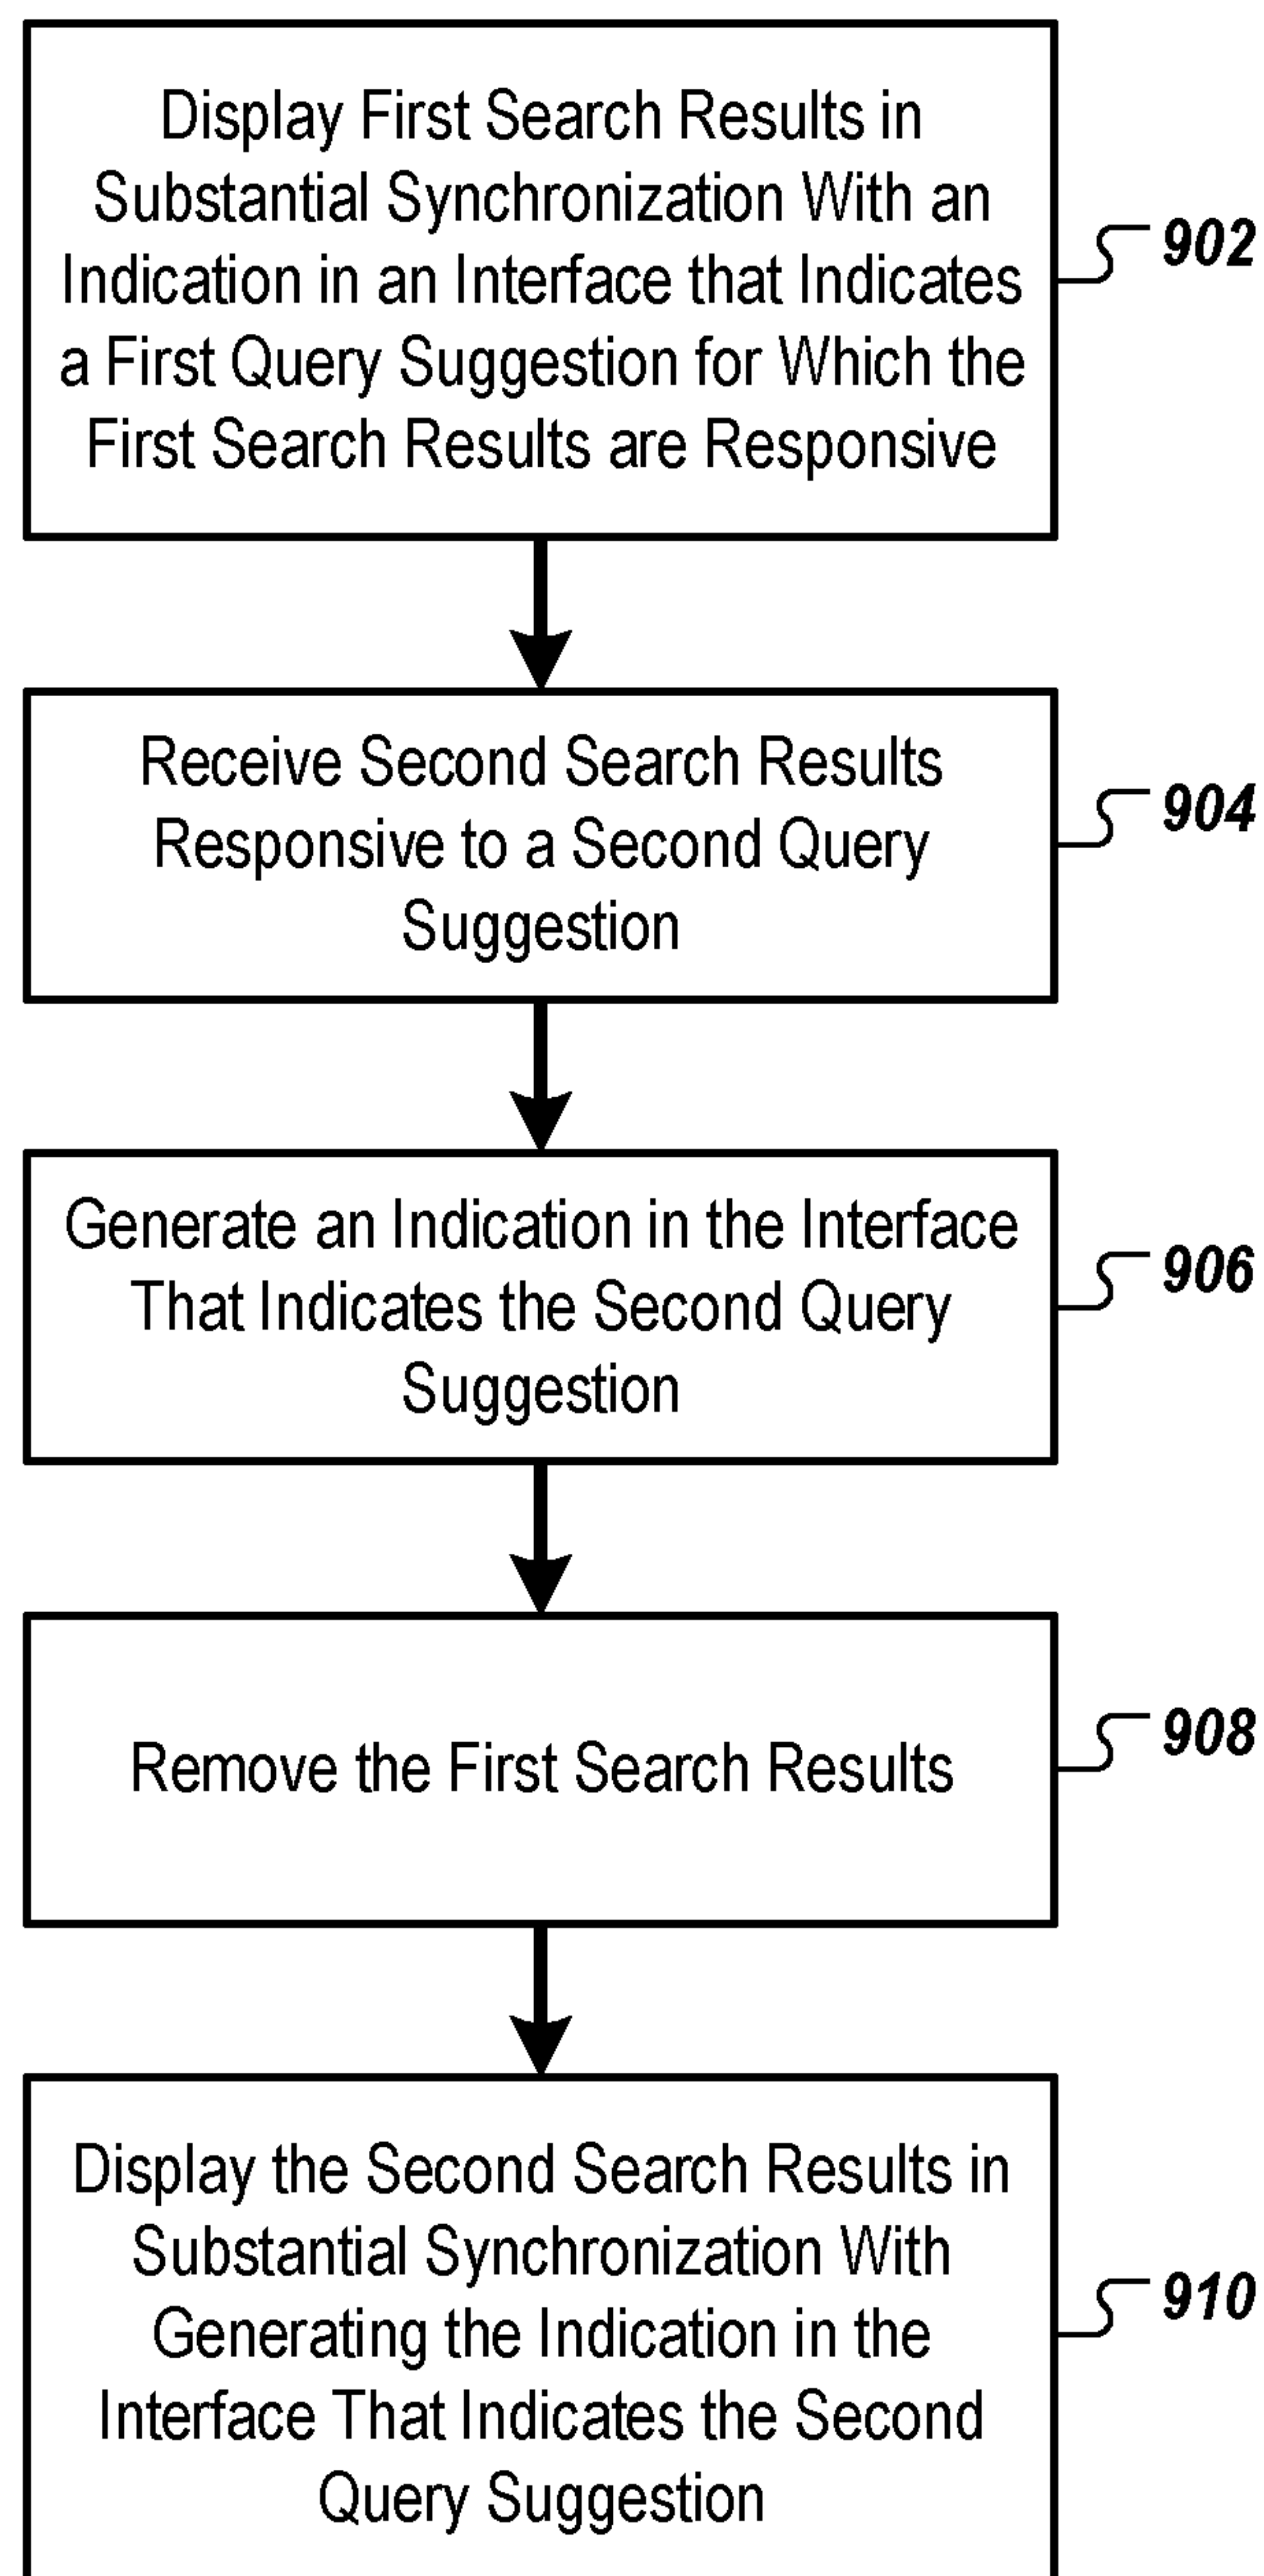 Display First Search Results in
Substantial Synchronization With an
Indication in an Interface that Indicates
a First Query Suggestion for Which the
First Search Results are Responsive
902
Receive Second Search Results
Responsive to a Second Query
Suggestion
904
Generate an Indication in the Interface
That Indicates the Second Query
Suggestion
906
Remove the First Search Results
908
Display the Second Search Results in
Substantial Synchronization With
Generating the Indication in the
Interface That Indicates the Second
Query Suggestion
910